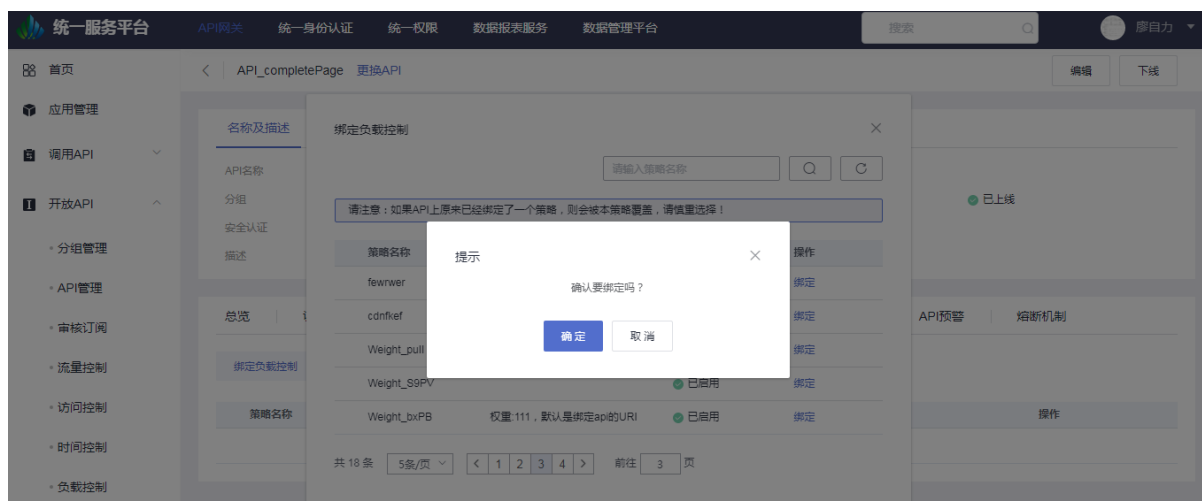 统一服务平台 API网关 统一身份认证 统一权限 数据报表服务 数据管理平台 搜索 廖自力
首页 API_completePage 更换API 编辑 下线
应用管理
名称及描述 绑定负载控制
调用API
API名称 请输入策略名称
开放API 分组 已上线
请注意：如果API上原来已经绑定了一个策略，则会被本策略覆盖，请慎重选择！
安全认证
分组管理 描述 策略名称 提示 操作
fewrwer 确认要绑定吗？ 绑定
API管理
总览 cdnfkef 绑定 API预警 熔断机制
审核订阅 确定 取消
Weight_pull 绑定
流量控制 绑定负载控制
Weight_S9PV 已启用 绑定
访问控制 策略名称 Weight_bxPB 权重:111，默认是绑定api的URI 已启用 绑定 操作
时间控制
共 18 条 5条/页 1 2 3 4 前往 3 页
负载控制